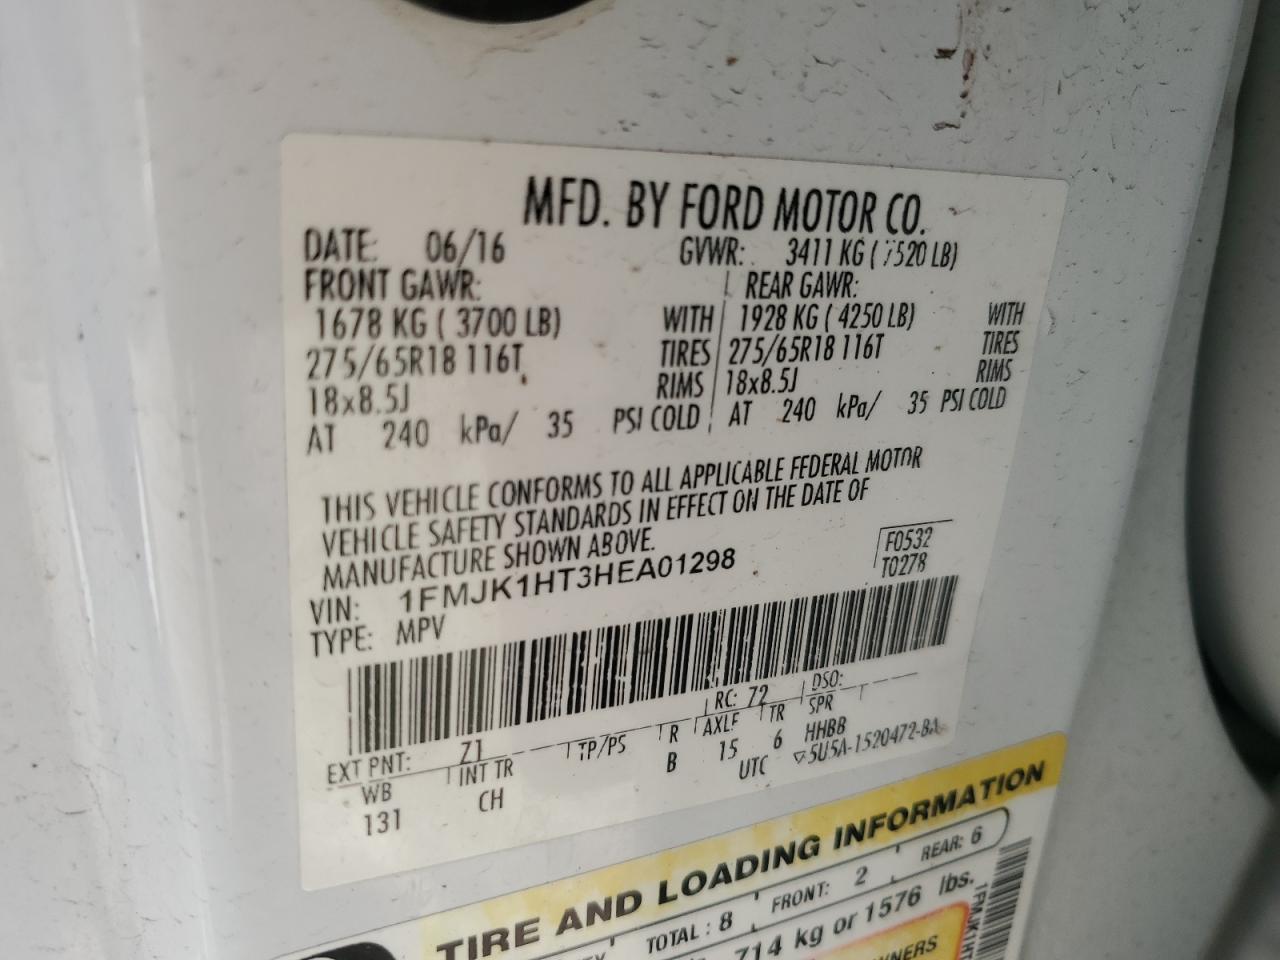 MFD. BY FORD MOTOR CO.
DATE: 06/16 GVWR: 3411 KG ( 7520 LB)
FRONT GAWR: REAR GAWR:
1678 KG ( 3700 LB) WITH 1928 KG ( 4250 LB) WITH
275/65R18 116T TIRES 275/65R18 116T TIRES
18x8.5J RIMS 18x8.5J RIMS
AT 240 kPa/ 35 PSI COLD AT 240 kPa/ 35 PSI COLD
THIS VEHICLE CONFORMS TO ALL APPLICABLE FEDERAL MOTOR
VEHICLE SAFETY STANDARDS IN EFFECT ON THE DATE OF
MANUFACTURE SHOWN ABOVE.
VIN: 1FMJK1HT3HEA01298
TYPE: MPV
F0532
T0278
EXT PNT: Z1 RC: 72 DSO:
WB INT TR TP/PS R AXLE TR SPR
131 CH B 15 6 HHBB
UTC ▽5U5A-1520472-BA
TIRE AND LOADING INFORMATION
TOTAL : 8 FRONT: 2 REAR: 6
714 kg or 1576 lbs.